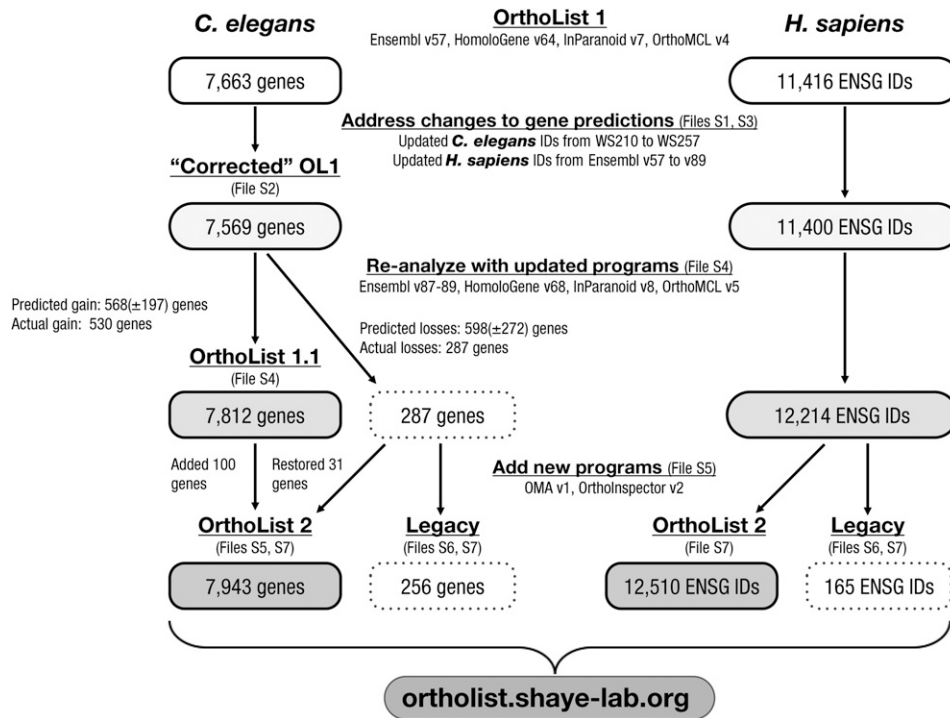 C. elegans
OrthoList 1
H. sapiens
Ensembl v57, HomoloGene v64, InParanoid v7, OrthoMCL v4
7,663 genes
11,416 ENSG IDs
Address changes to gene predictions (Files S1, S3)
Updated C. elegans IDs from WS210 to WS257
Updated H. sapiens IDs from Ensembl v57 to v89
“Corrected” OL1
(File S2)
7,569 genes
11,400 ENSG IDs
Re-analyze with updated programs (File S4)
Ensembl v87-89, HomoloGene v68, InParanoid v8, OrthoMCL v5
Predicted gain: 568(±197) genes
Actual gain: 530 genes
Predicted losses: 598(±272) genes
Actual losses: 287 genes
OrthoList 1.1
(File S4)
7,812 genes
287 genes
12,214 ENSG IDs
Added 100
genes
Restored 31
genes
Add new programs (File S5)
OMA v1, OrthoInspector v2
OrthoList 2
(Files S5, S7)
7,943 genes
Legacy
(Files S6, S7)
256 genes
OrthoList 2
(File S7)
12,510 ENSG IDs
Legacy
(Files S6, S7)
165 ENSG IDs
ortholist.shaye-lab.org